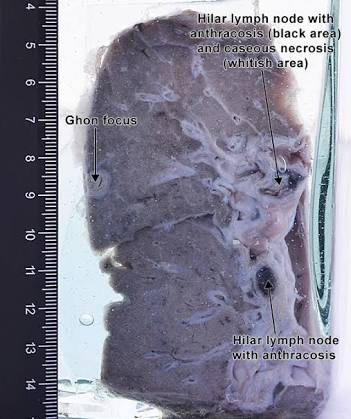 4
Hilar lymph node with
anthracosis (black area)
and caseous necrosis
(whitish area)
5
6
7
Ghon focus
8
9
10
11
12
Hilar lymph node
with anthracosis
13
14